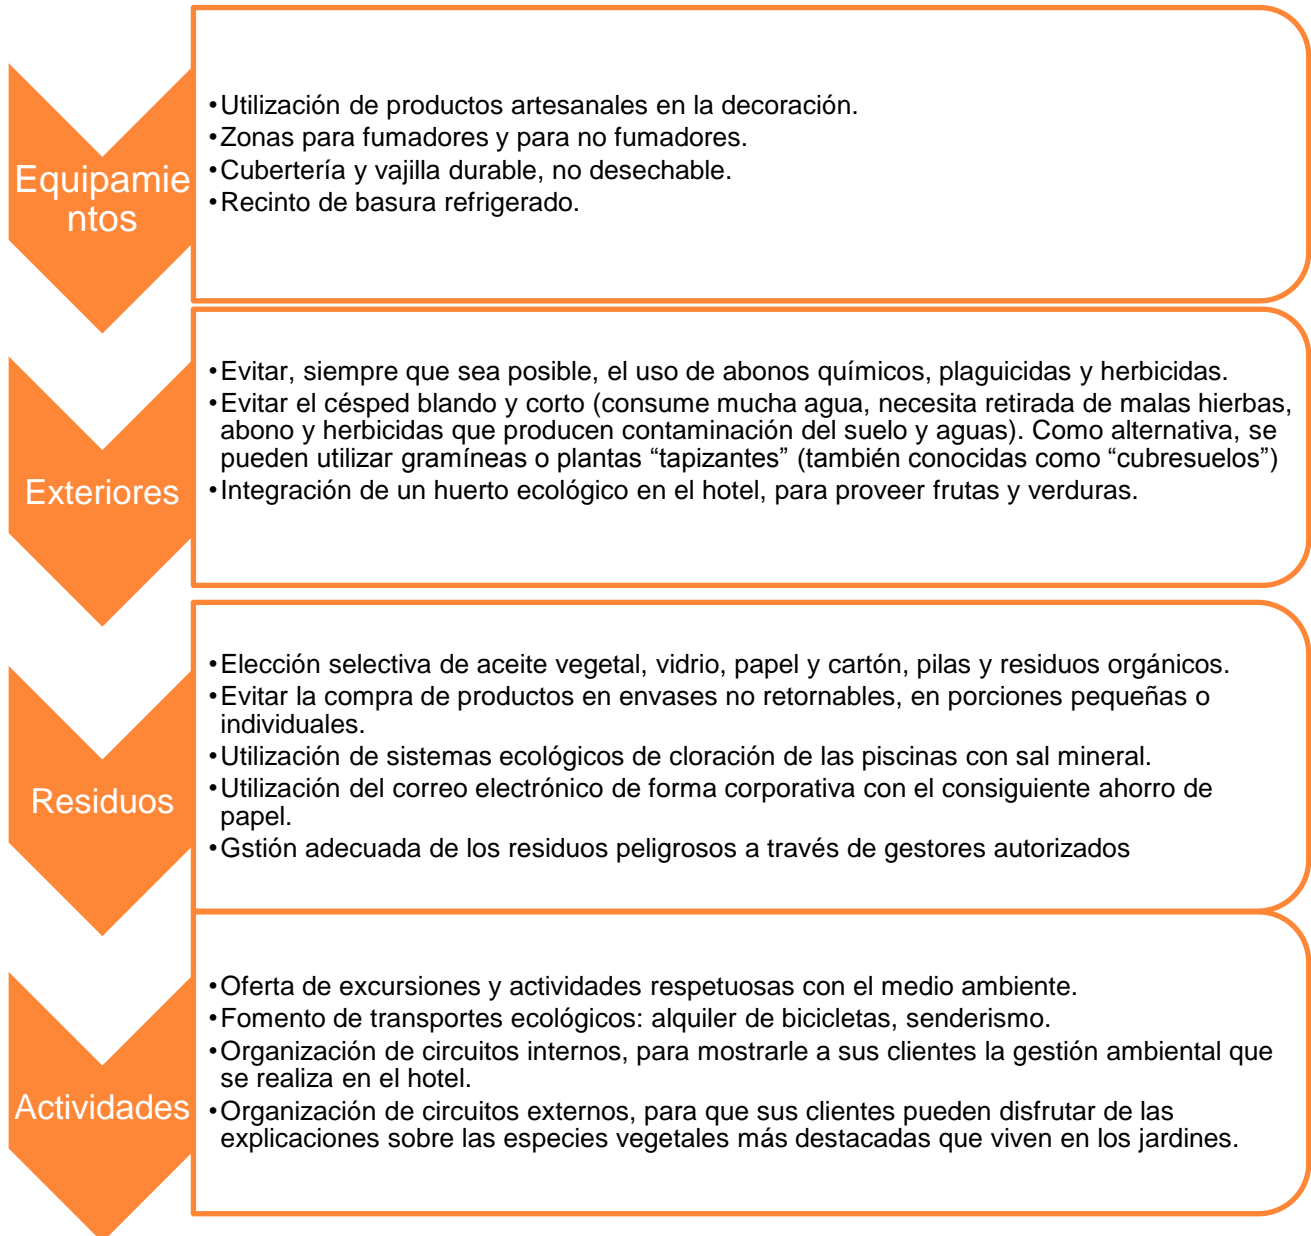 Equipamie
ntos
•Utilización de productos artesanales en la decoración.
•Zonas para fumadores y para no fumadores.
•Cubertería y vajilla durable, no desechable.
•Recinto de basura refrigerado.
Exteriores
•Evitar, siempre que sea posible, el uso de abonos químicos, plaguicidas y herbicidas.
•Evitar el césped blando y corto (consume mucha agua, necesita retirada de malas hierbas,
abono y herbicidas que producen contaminación del suelo y aguas). Como alternativa, se
pueden utilizar gramíneas o plantas “tapizantes” (también conocidas como “cubresuelos”)
•Integración de un huerto ecológico en el hotel, para proveer frutas y verduras.
Residuos
•Elección selectiva de aceite vegetal, vidrio, papel y cartón, pilas y residuos orgánicos.
•Evitar la compra de productos en envases no retornables, en porciones pequeñas o
individuales.
•Utilización de sistemas ecológicos de cloración de las piscinas con sal mineral.
•Utilización del correo electrónico de forma corporativa con el consiguiente ahorro de
papel.
•Gstión adecuada de los residuos peligrosos a través de gestores autorizados
Actividades
•Oferta de excursiones y actividades respetuosas con el medio ambiente.
•Fomento de transportes ecológicos: alquiler de bicicletas, senderismo.
•Organización de circuitos internos, para mostrarle a sus clientes la gestión ambiental que
se realiza en el hotel.
•Organización de circuitos externos, para que sus clientes pueden disfrutar de las
explicaciones sobre las especies vegetales más destacadas que viven en los jardines.